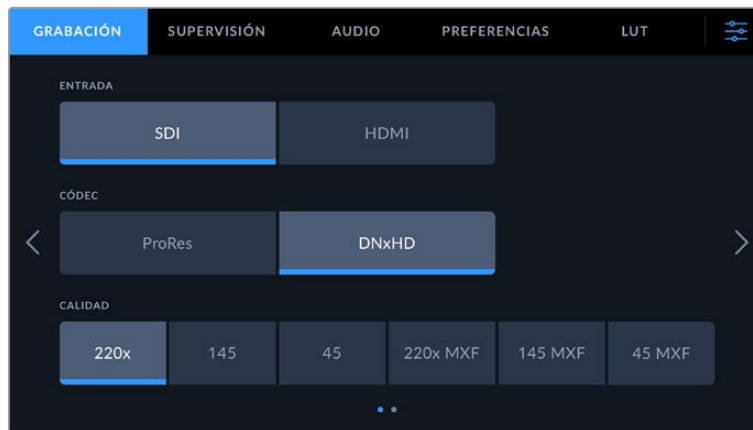 GRABACIÓN SUPERVISIÓN AUDIO PREFERENCIAS LUT
ENTRADA
SDI HDMI
CÓDEC
ProRes DNxHD
CALIDAD
220x 145 45 220x MXF 145 MXF 45 MXF